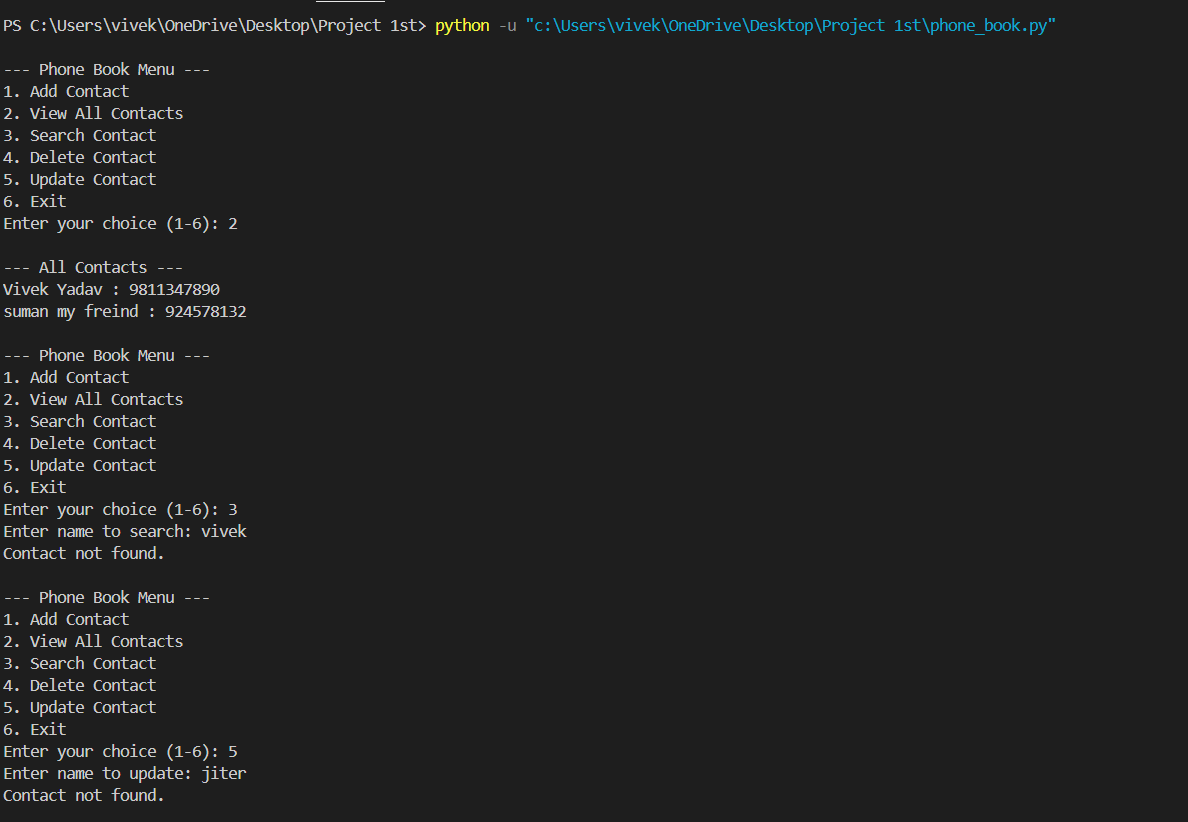 PS C:\Users\vivek\OneDrive\Desktop\Project 1st> python -u "c:\Users\vivek\OneDrive\Desktop\Project 1st\phone_book.py"
--- Phone Book Menu ---
1. Add Contact
2. View All Contacts
3. Search Contact
4. Delete Contact
5. Update Contact
6. Exit
Enter your choice (1-6): 2
--- All Contacts ---
Vivek Yadav : 9811347890
suman my freind : 924578132
--- Phone Book Menu ---
1. Add Contact
2. View All Contacts
3. Search Contact
4. Delete Contact
5. Update Contact
6. Exit
Enter your choice (1-6): 3
Enter name to search: vivek
Contact not found.
--- Phone Book Menu ---
1. Add Contact
2. View All Contacts
3. Search Contact
4. Delete Contact
5. Update Contact
6. Exit
Enter your choice (1-6): 5
Enter name to update: jiter
Contact not found.